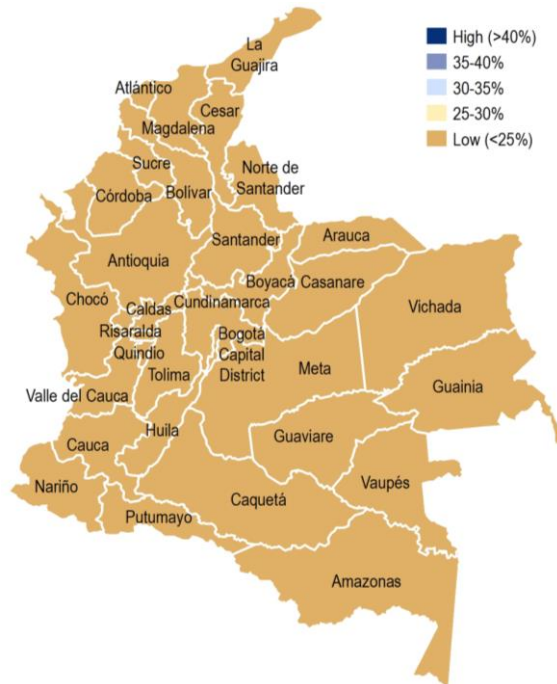 La
Guajira
High (>40%)
35-40%
30-35%
25-30%
Low (<25%)
Atlántico
Cesar
Magdalena
Sucre
Norte de
Santander
Córdoba
Bolívar
Santander
Arauca
Antioquia
Boyacá
Casanare
Chocó
Caldas
Cundinamarca
Vichada
Risaralda
Bogotá
Capital
District
Quindio
Tolima
Meta
Guainia
Valle del Cauca
Huila
Cauca
Guaviare
Nariño
Caquetá
Vaupés
Putumayo
Amazonas